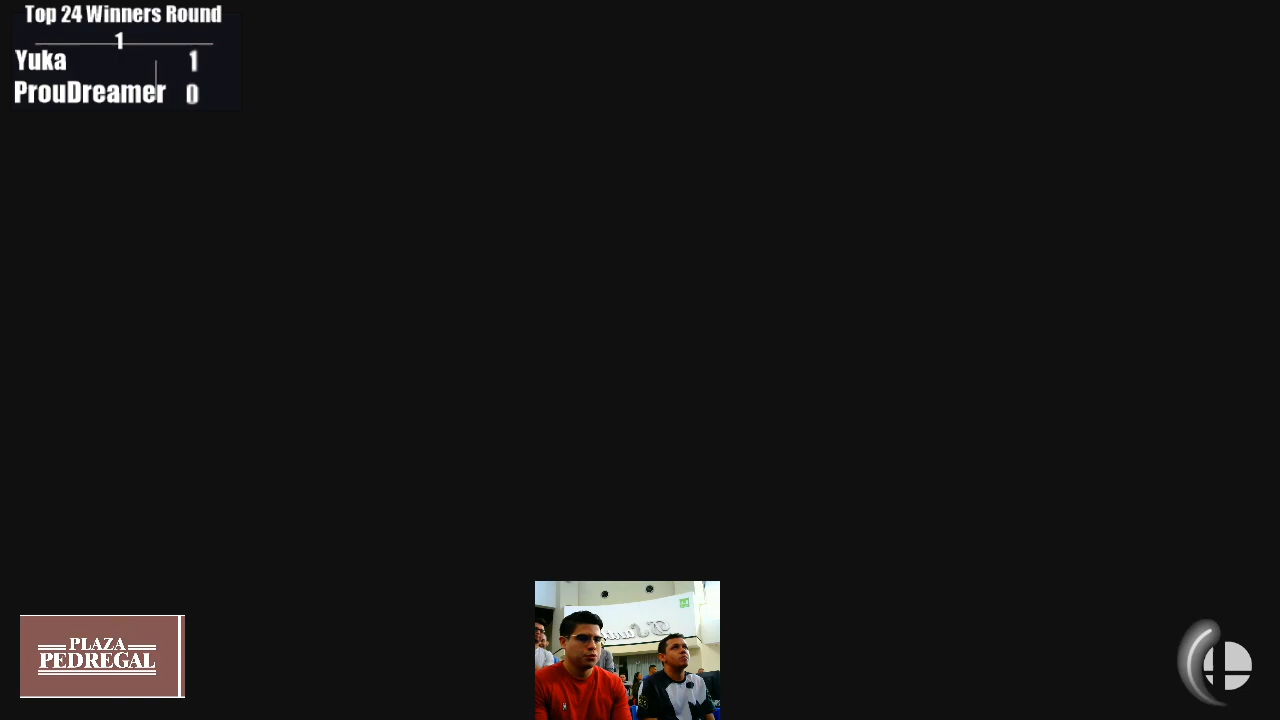 Top 24 Winners Round
1
Yuka 1
ProuDreamer 0
PLAZA
PEDREGAL